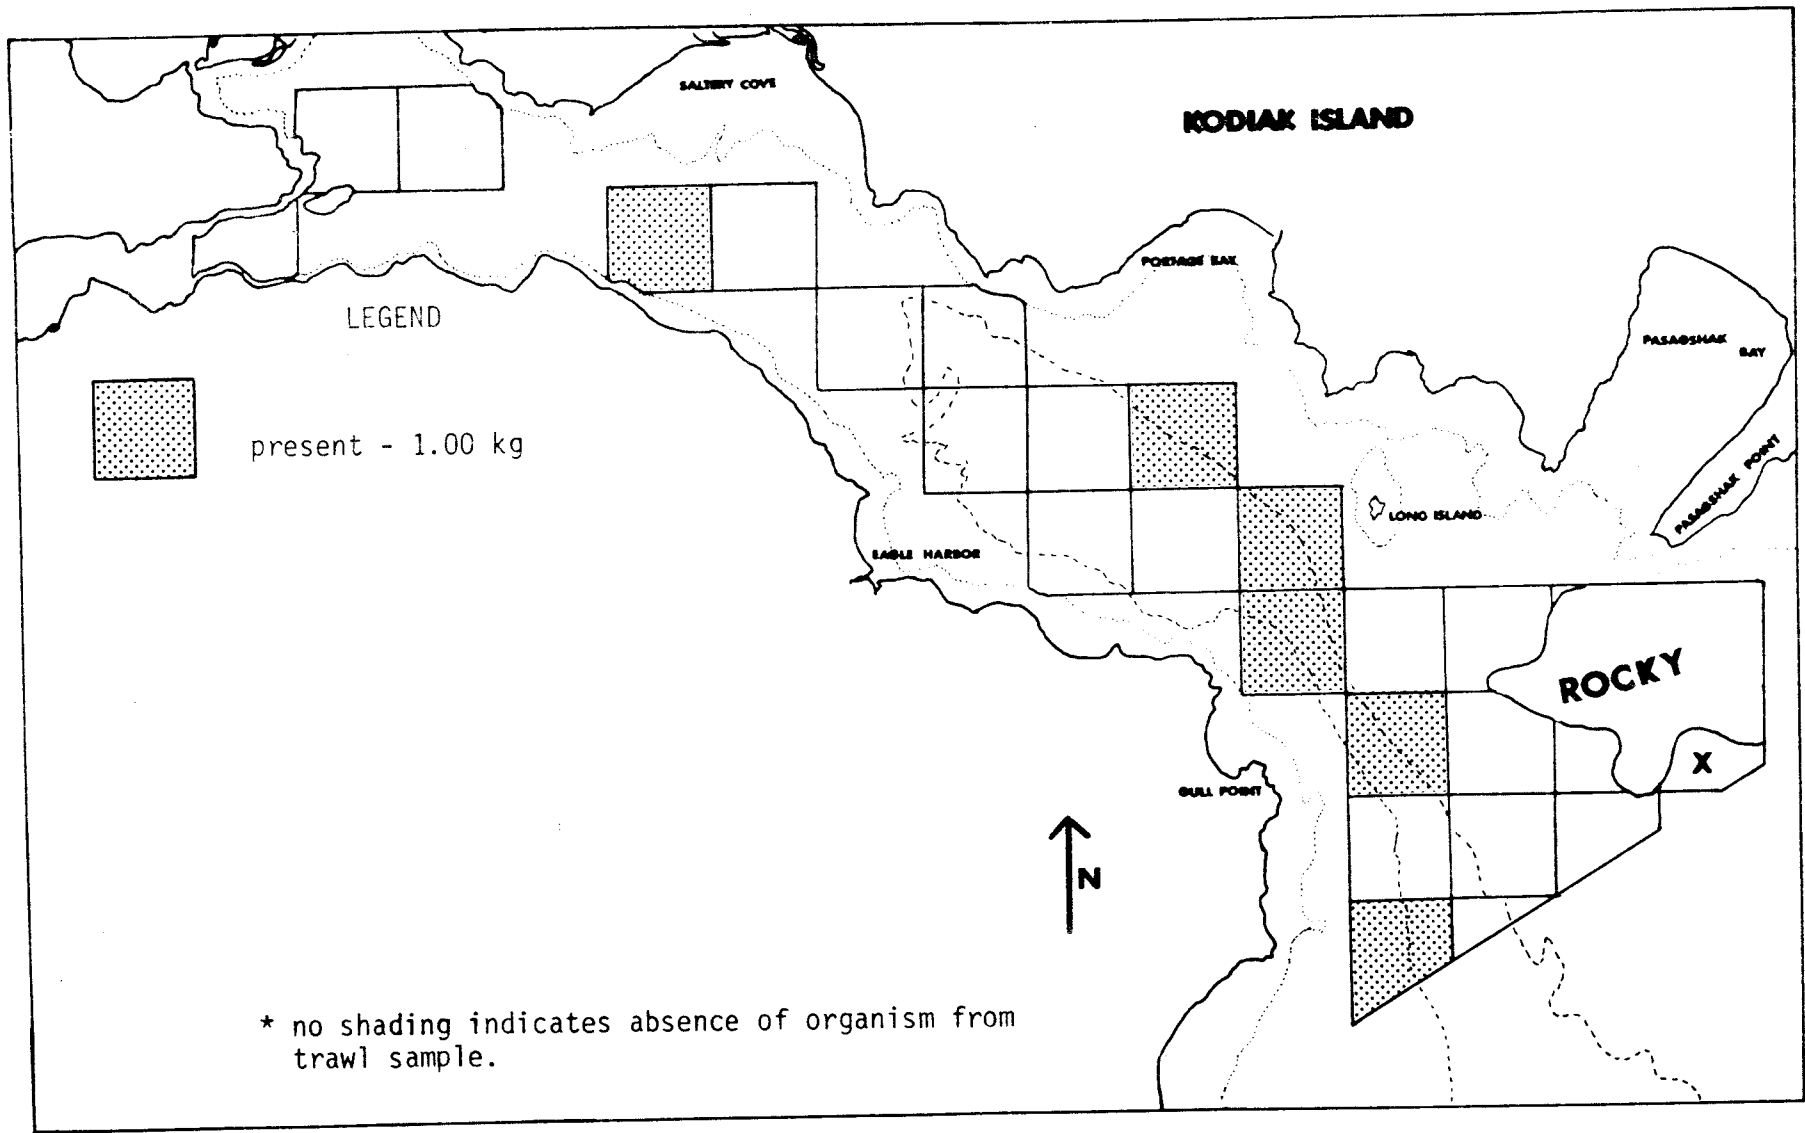 SALTERY COVE
KODIAK ISLAND
PORTAGE BAY
PASAGSHAK
BAY
LEGEND
present - 1.00 kg
PASAGSHAK POINT
LONG ISLAND
EAGLE HARBOR
ROCKY
X
GULL POINT
N
* no shading indicates absence of organism from
trawl sample.